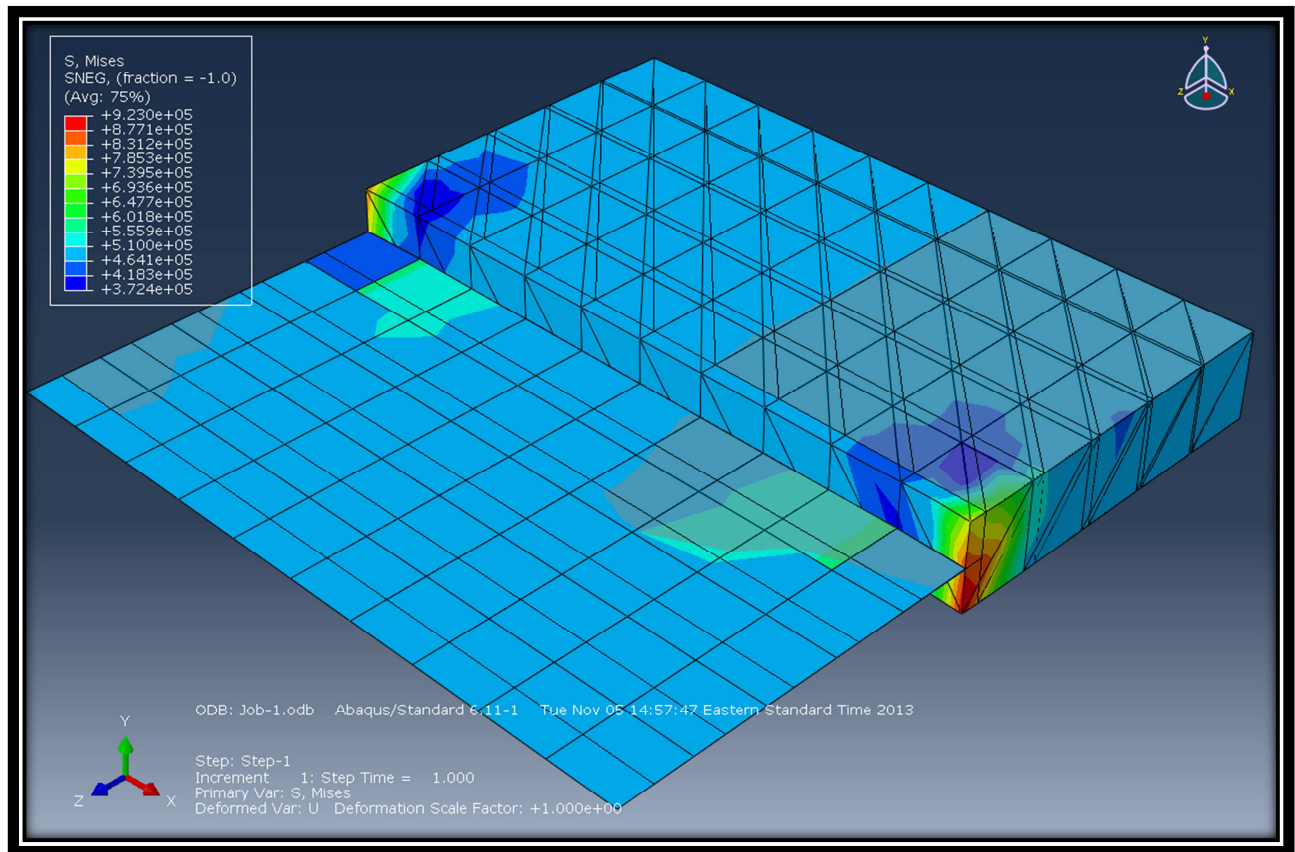 S, Mises
SNEG, (fraction = -1.0)
(Avg: 75%)
+9.230e+05
+8.771e+05
+8.312e+05
+7.853e+05
+7.395e+05
+6.936e+05
+6.477e+05
+6.018e+05
+5.559e+05
+5.100e+05
+4.641e+05
+4.183e+05
+3.724e+05
Y
Z X
ODB: Job-1.odb Abaqus/Standard 6.11-1 Tue Nov 05 14:57:47 Eastern Standard Time 2013
Y
Z X
Step: Step-1
Increment 1: Step Time = 1.000
Primary Var: S, Mises
Deformed Var: U Deformation Scale Factor: +1.000e+00